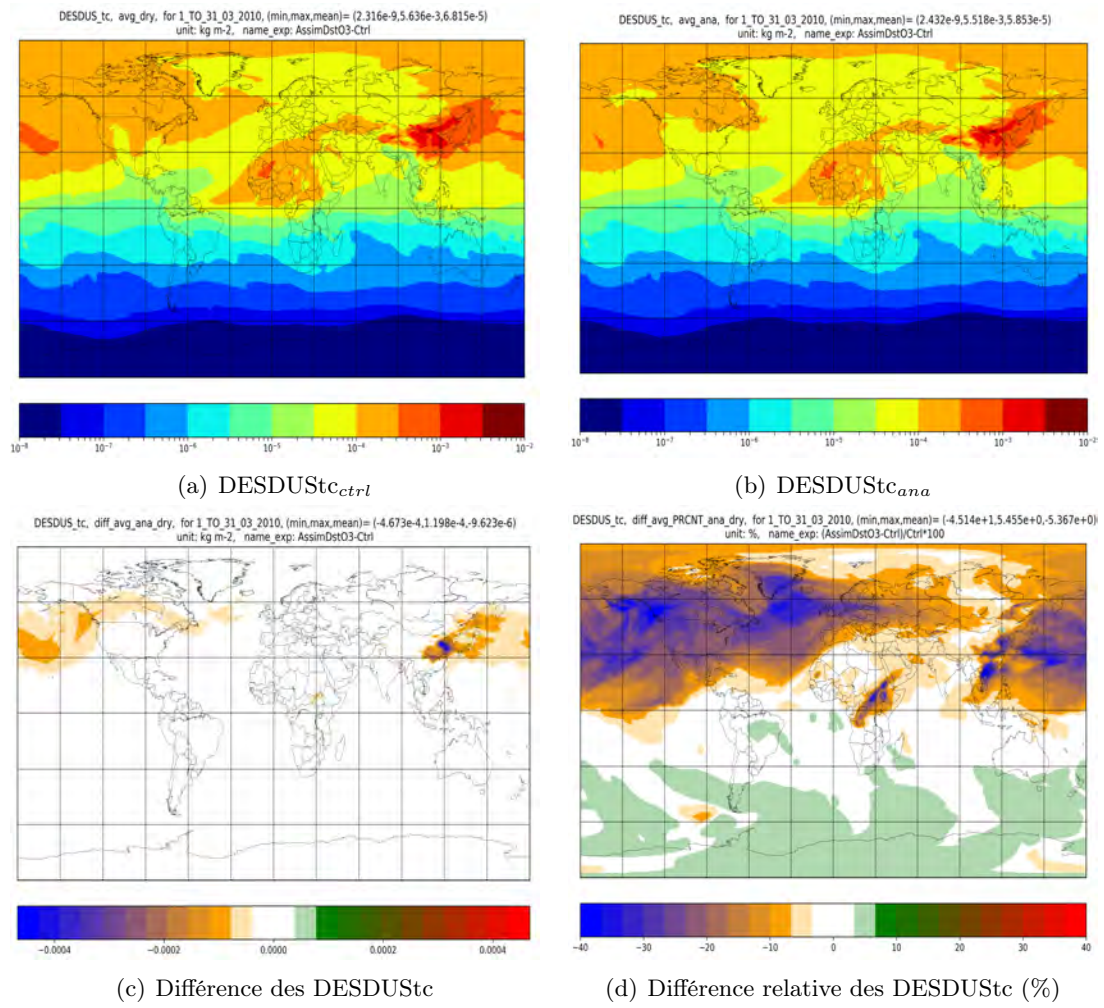 DESDUS_tc, avg_dry, for 1_TO_31_03_2010, (min,max,mean)= (2.316e-9,5.636e-3,6.815e-5)
unit: kg m-2, name_exp: AssimDstO3-Ctrl
DESDUS_tc, avg_ana, for 1_TO_31_03_2010, (min,max,mean)= (2.432e-9,5.518e-3,5.853e-5)
unit: kg m-2, name_exp: AssimDstO3-Ctrl
10⁻⁸ 10⁻⁷ 10⁻⁶ 10⁻⁵ 10⁻⁴ 10⁻³ 10⁻²
10⁻⁸ 10⁻⁷ 10⁻⁶ 10⁻⁵ 10⁻⁴ 10⁻³ 10⁻²
(a) DESDUStc_ctrl
(b) DESDUStc_ana
DESDUS_tc, diff_avg_ana_dry, for 1_TO_31_03_2010, (min,max,mean)= (-4.673e-4,1.198e-4,-9.623e-6)
unit: kg m-2, name_exp: AssimDstO3-Ctrl
DESDUS_tc, diff_avg_PRCNT_ana_dry, for 1_TO_31_03_2010, (min,max,mean)= (-4.514e+1,5.455e+0,-5.367e+0)
unit: %, name_exp: (AssimDstO3-Ctrl)/Ctrl*100
−0.0004 −0.0002 0.0000 0.0002 0.0004
−40 −30 −20 −10 0 10 20 30 40
(c) Différence des DESDUStc
(d) Différence relative des DESDUStc (%)